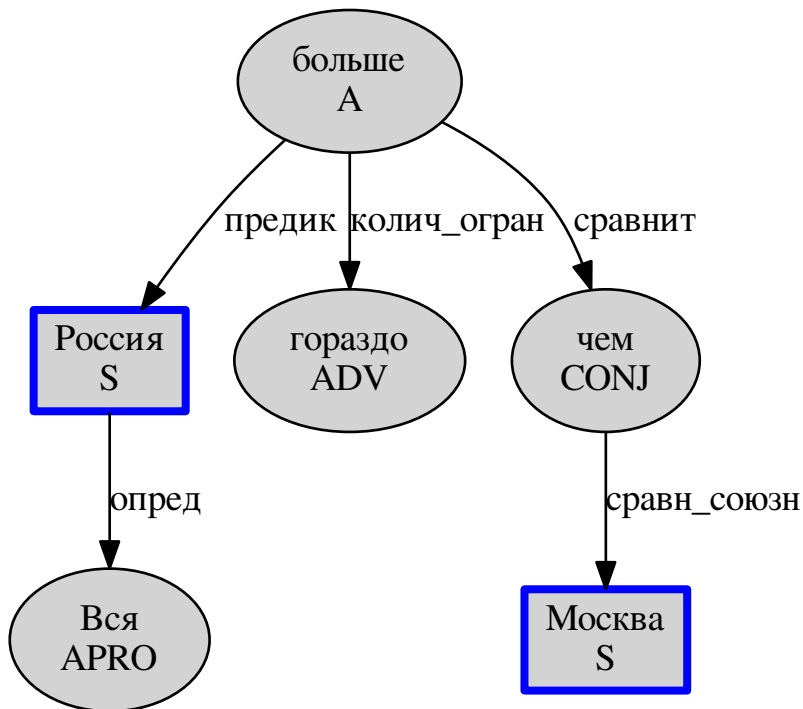 больше
A
предик
колич_огран
сравнит
Россия
S
гораздо
ADV
чем
CONJ
опред
сравн_союзн
Вся
APRO
Москва
S